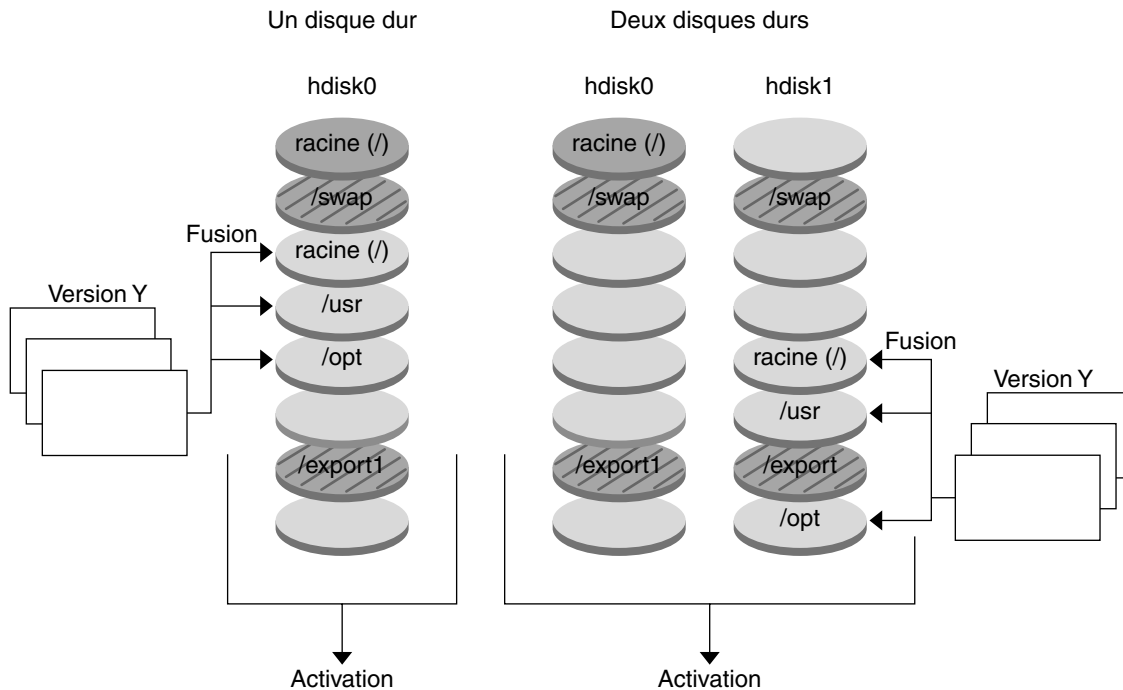 Un disque dur
Deux disques durs
hdisk0
hdisk0
hdisk1
racine (/)
/swap
Fusion
racine (/)
Version Y
/usr
/opt
/export1
racine (/)
/swap
/export1
/swap
Fusion
racine (/)
Version Y
/usr
/export
/opt
Activation
Activation